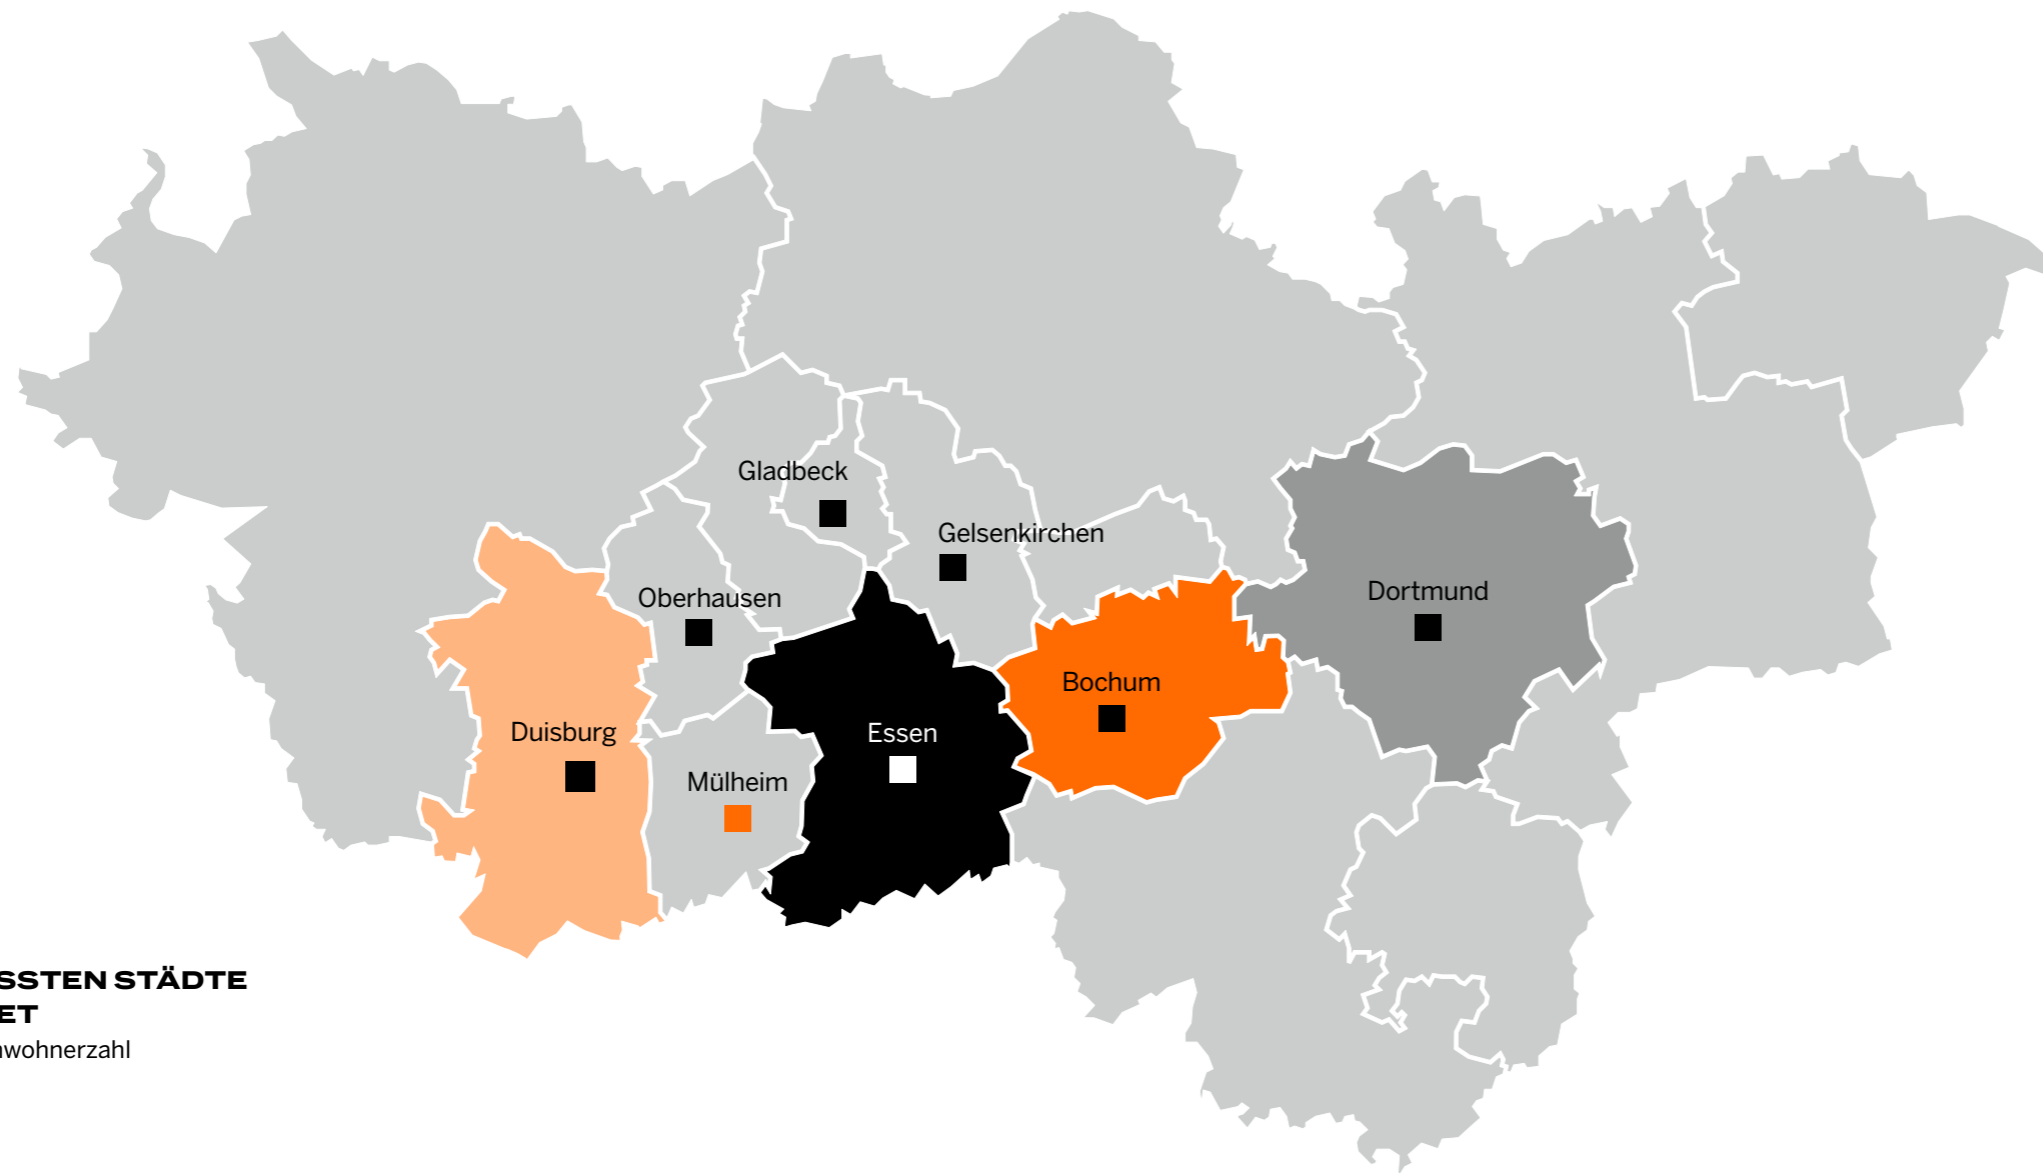 Gladbeck
Gelsenkirchen
Oberhausen
Dortmund
Bochum
Duisburg
Essen
Mülheim
SSTEN STÄDTE
ET
wohnerzahl